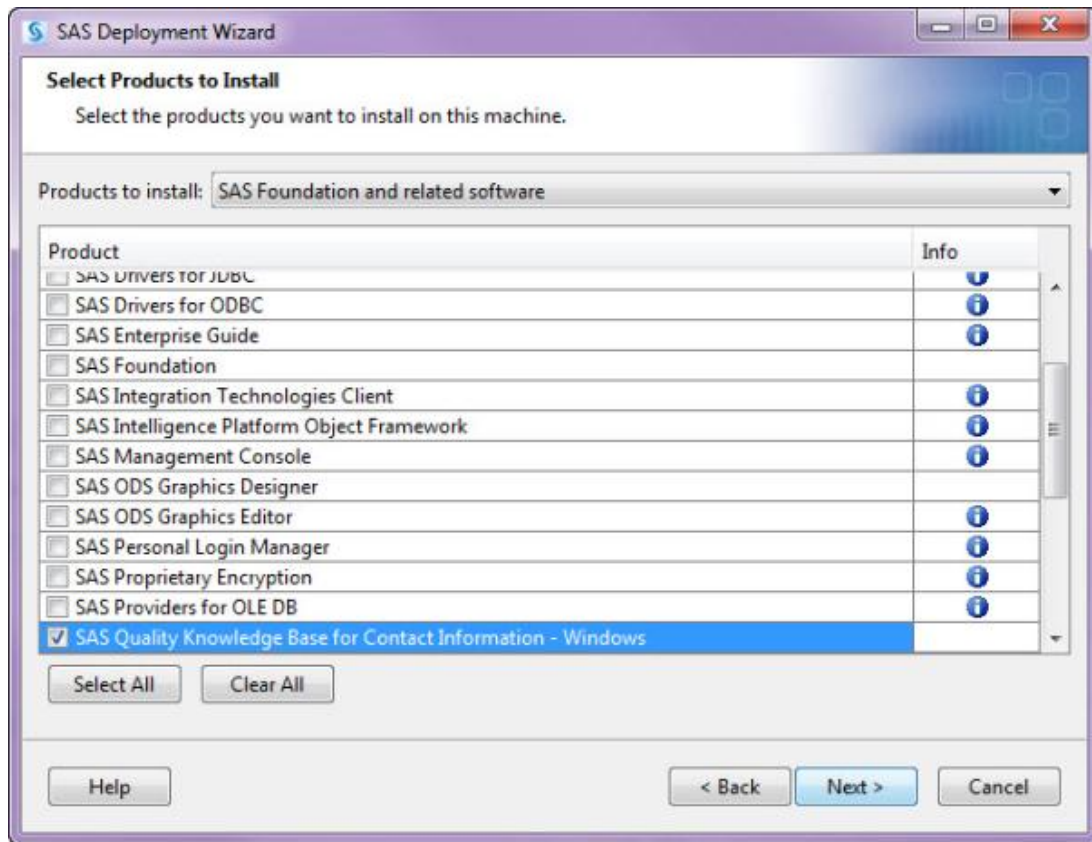 SAS Deployment Wizard
Select Products to Install
Select the products you want to install on this machine.
Products to install: SAS Foundation and related software
Product Info
SAS Drivers for JDBC
SAS Drivers for ODBC
SAS Enterprise Guide
SAS Foundation
SAS Integration Technologies Client
SAS Intelligence Platform Object Framework
SAS Management Console
SAS ODS Graphics Designer
SAS ODS Graphics Editor
SAS Personal Login Manager
SAS Proprietary Encryption
SAS Providers for OLE DB
SAS Quality Knowledge Base for Contact Information - Windows
Select All Clear All
Help < Back Next > Cancel